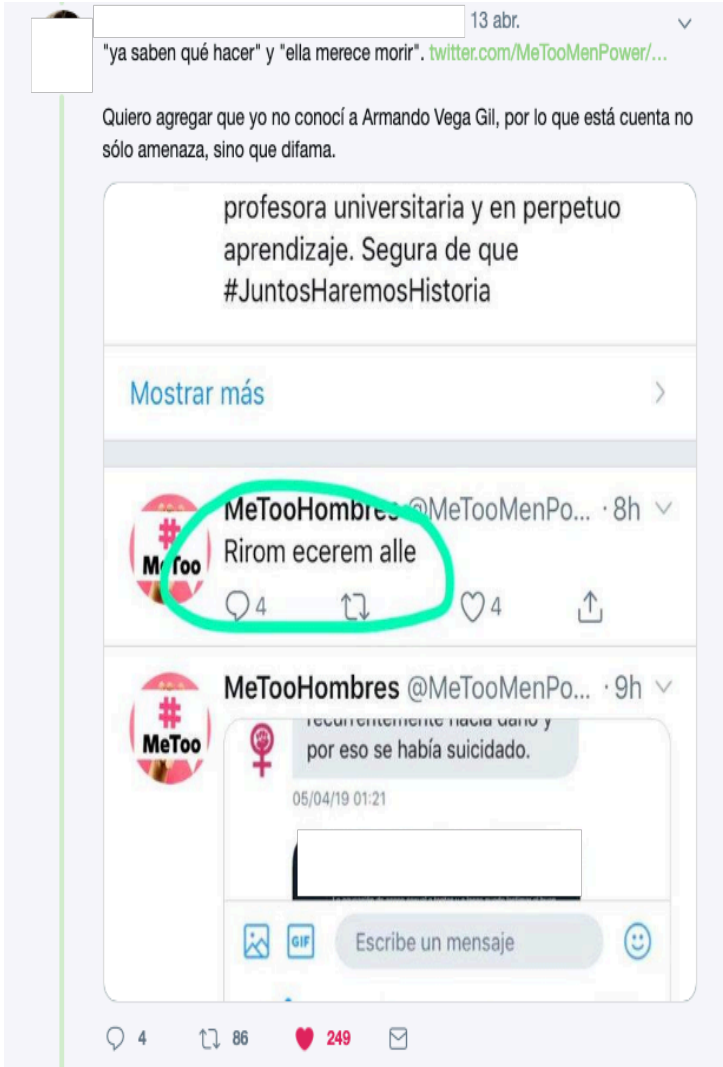 13 abr.
"ya saben qué hacer" y "ella merece morir". twitter.com/MeTooMenPower/...
Quiero agregar que yo no conocí a Armando Vega Gil, por lo que está cuenta no
sólo amenaza, sino que difama.
profesora universitaria y en perpetuo
aprendizaje. Segura de que
#JuntosHaremosHistoria
Mostrar más
#
MeToo
MeTooHombres @MeTooMenPo... · 8h
Rirom ecerem alle
4 4
#
MeToo
MeTooHombres @MeTooMenPo... · 9h
recurrentemente hacía daño y
por eso se había suicidado.
05/04/19 01:21
GIF Escribe un mensaje
4 86 249